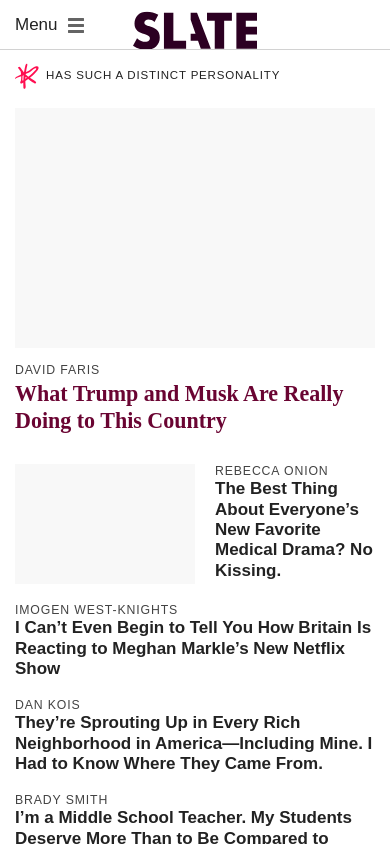 Menu
SLATE
HAS SUCH A DISTINCT PERSONALITY
DAVID FARIS
What Trump and Musk Are Really
Doing to This Country
REBECCA ONION
The Best Thing
About Everyone’s
New Favorite
Medical Drama? No
Kissing.
IMOGEN WEST-KNIGHTS
I Can’t Even Begin to Tell You How Britain Is
Reacting to Meghan Markle’s New Netflix
Show
DAN KOIS
They’re Sprouting Up in Every Rich
Neighborhood in America—Including Mine. I
Had to Know Where They Came From.
BRADY SMITH
I’m a Middle School Teacher. My Students
Deserve More Than to Be Compared to